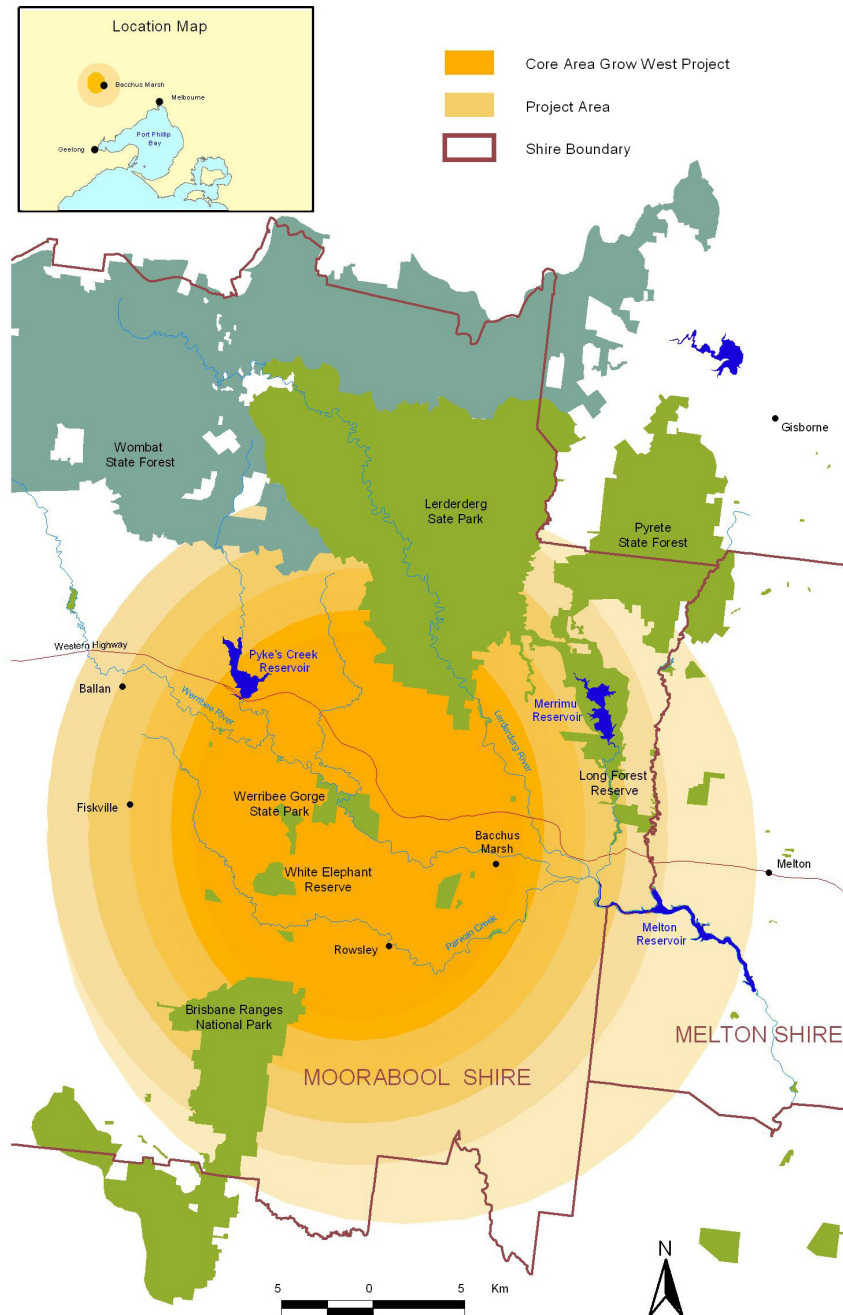 Location Map
Bacchus Marsh
Melbourne
Port Phillip
Bay
Geelong
Core Area Grow West Project
Project Area
Shire Boundary
Gisborne
Wombat
State Forest
Lerderderg
Sate Park
Pyrete
State Forest
Western Highway
Pyke's Creek
Reservoir
Ballan
Werribee River
Lerderderg River
Merrimu
Reservoir
Long Forest
Reserve
Werribee Gorge
State Park
Fiskville
Bacchus
Marsh
Melton
White Elephant
Reserve
Parwan Creek
Rowsley
Melton
Reservoir
Brisbane Ranges
National Park
MELTON SHIRE
MOORABOOL SHIRE
N
5 0 5 Km